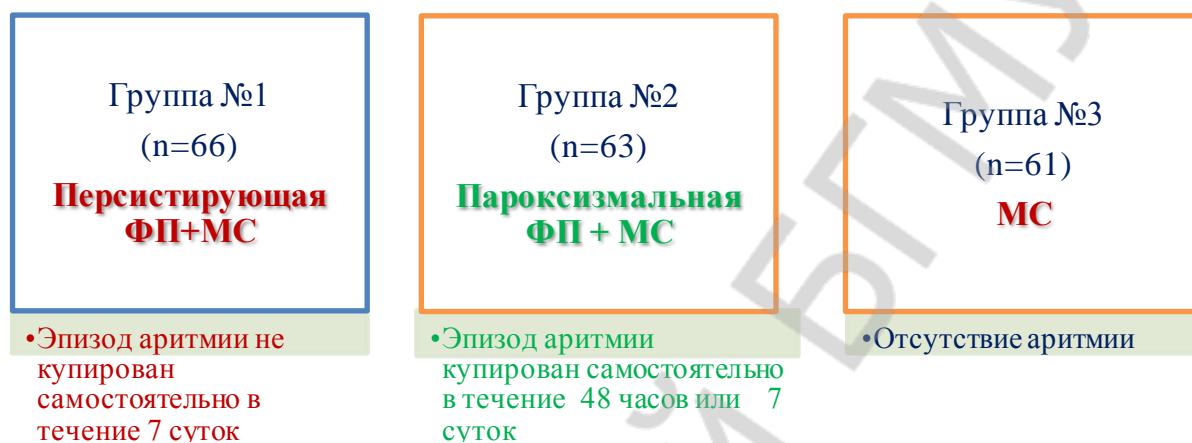 Группа №1
(n=66)
Персистирующая
ФП+МС
•Эпизод аритмии не
купирован
самостоятельно в
течение 7 суток
Группа №2
(n=63)
Пароксизмальная
ФП + МС
•Эпизод аритмии
купирован самостоятельно
в течение 48 часов или 7
суток
Группа №3
(n=61)
МС
•Отсутствие аритмии